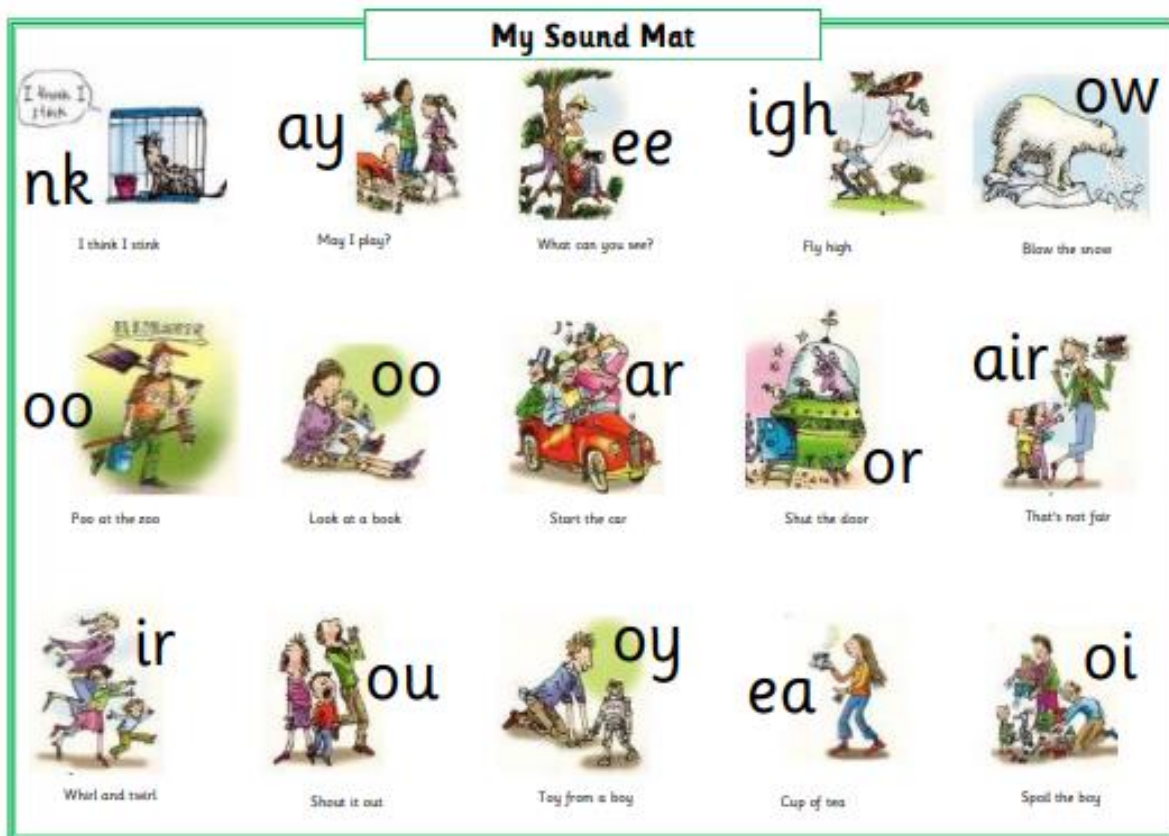 My Sound Mat
I think I
stink
nk
ay
ee
igh
ow
I think I stink
May I play?
What can you see?
Fly high
Blow the snow
oo
oo
ar
or
air
Poo at the zoo
Look at a book
Start the car
Shut the door
That's not fair
ir
ou
oy
ea
oi
Whirl and twirl
Shout it out
Toy from a boy
Cup of tea
Spoil the boy